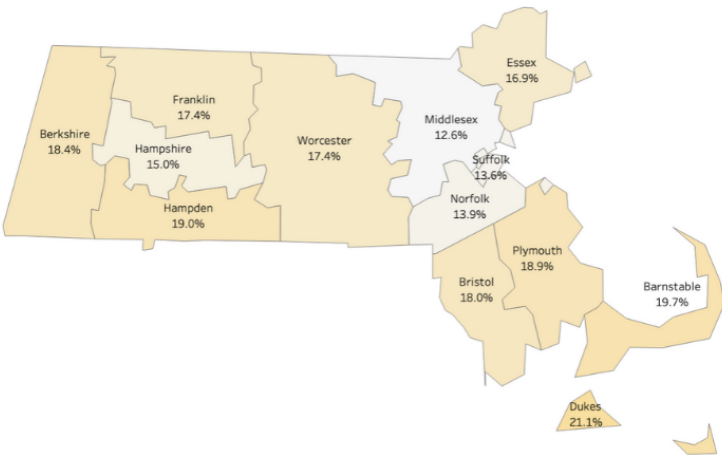 Essex
16.9%
Franklin
17.4%
Middlesex
12.6%
Berkshire
18.4%
Hampshire
15.0%
Worcester
17.4%
Suffolk
13.6%
Norfolk
13.9%
Hampden
19.0%
Plymouth
18.9%
Bristol
18.0%
Barnstable
19.7%
Dukes
21.1%